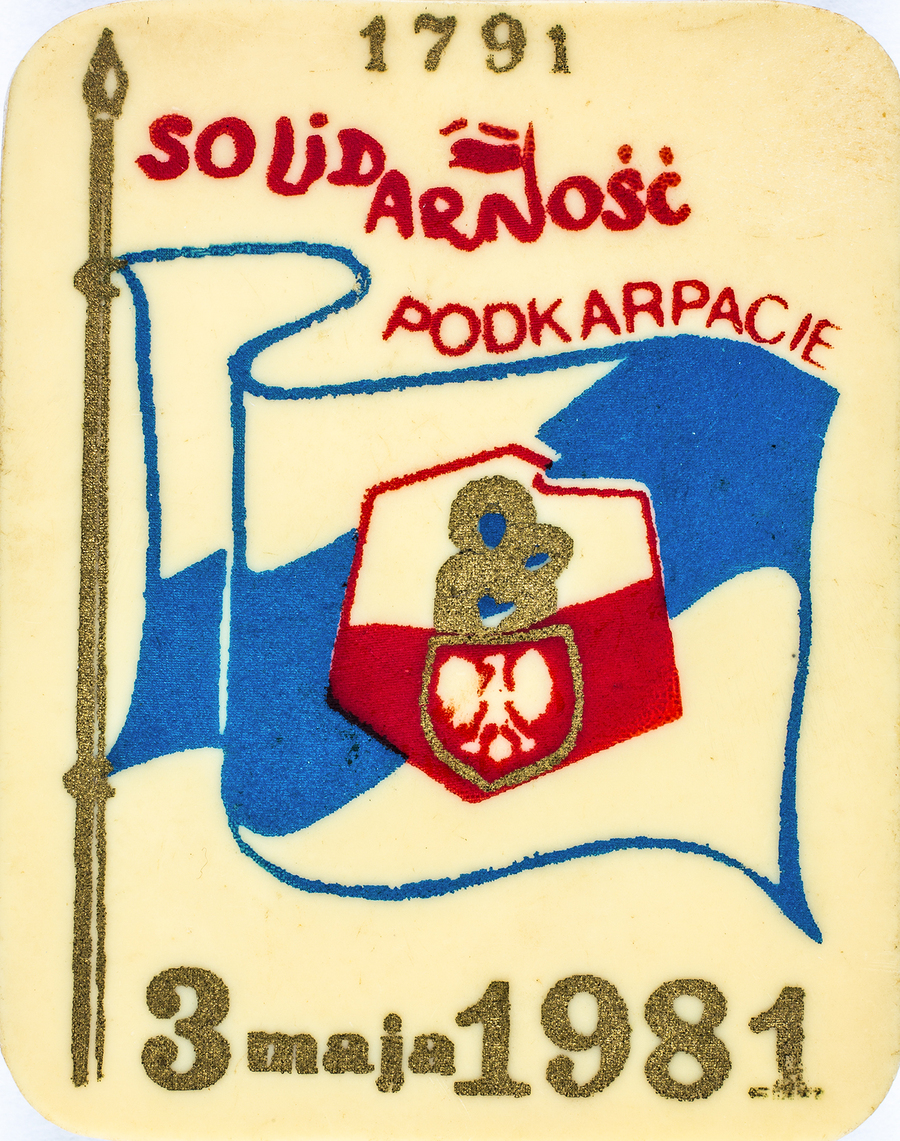 1791
SOLiDARNOŚĆ
PODKARPACIE
3 maja 1981